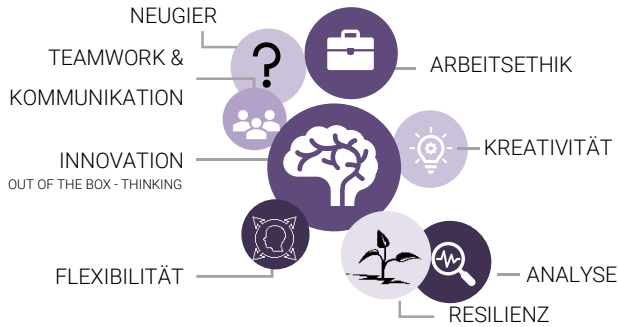 NEUGIER
TEAMWORK &
KOMMUNIKATION
INNOVATION
OUT OF THE BOX - THINKING
FLEXIBILITÄT
?
ARBEITSETHIK
KREATIVITÄT
ANALYSE
RESILIENZ